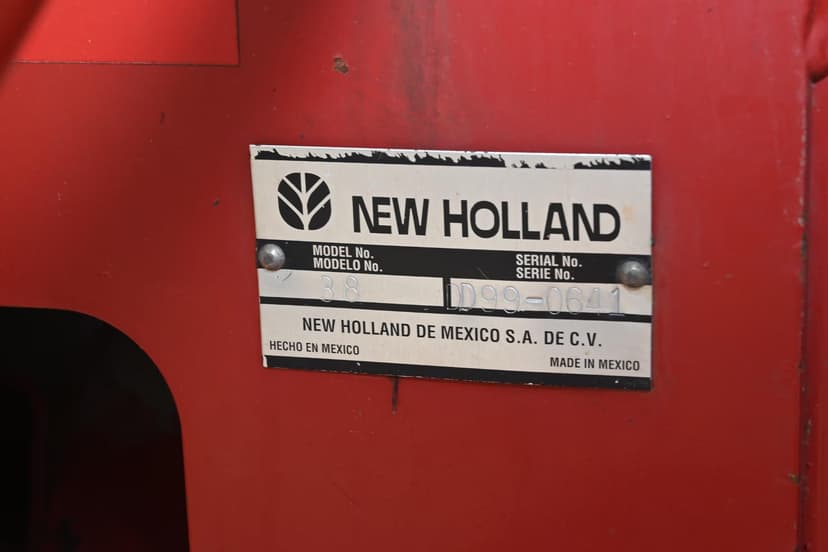 NEW HOLLAND
MODEL No.
MODELO No.
SERIAL No.
SERIE No.
38 DD99-0641
NEW HOLLAND DE MEXICO S.A. DE C.V.
HECHO EN MEXICO
MADE IN MEXICO